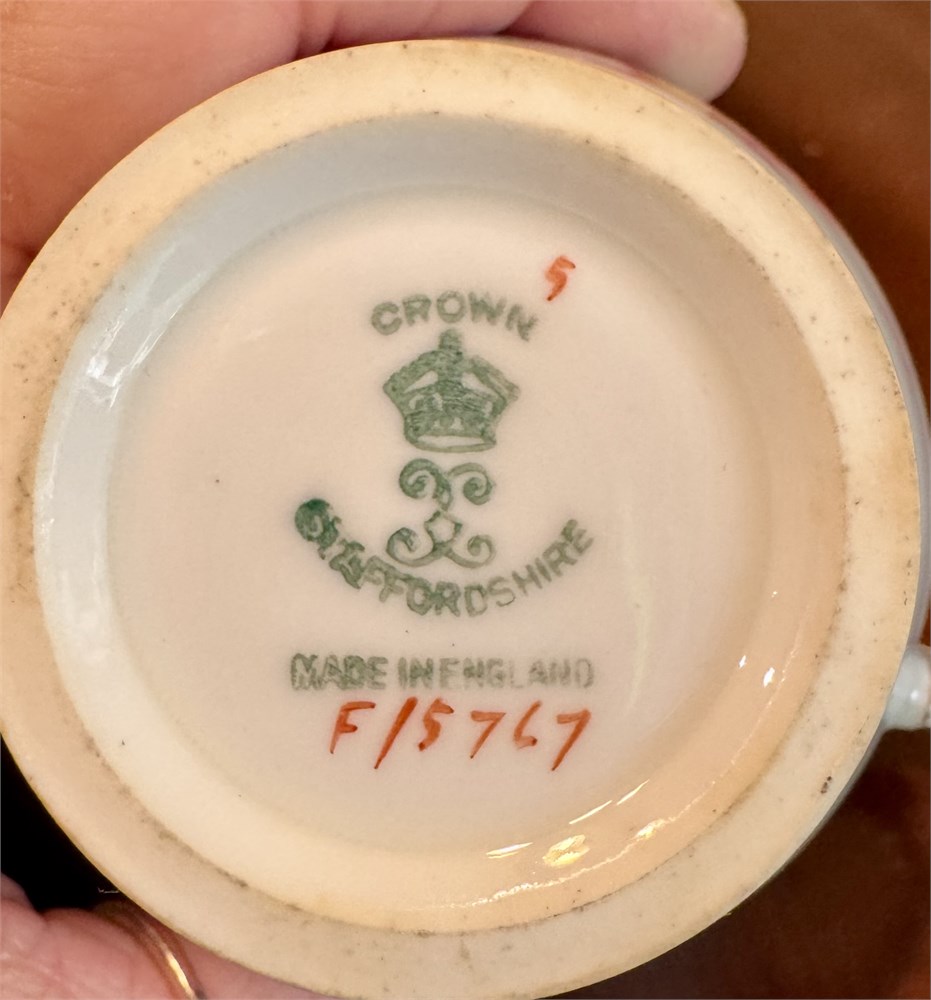 5
CROWN
STAFFORDSHIRE
MADE IN ENGLAND
F/5767